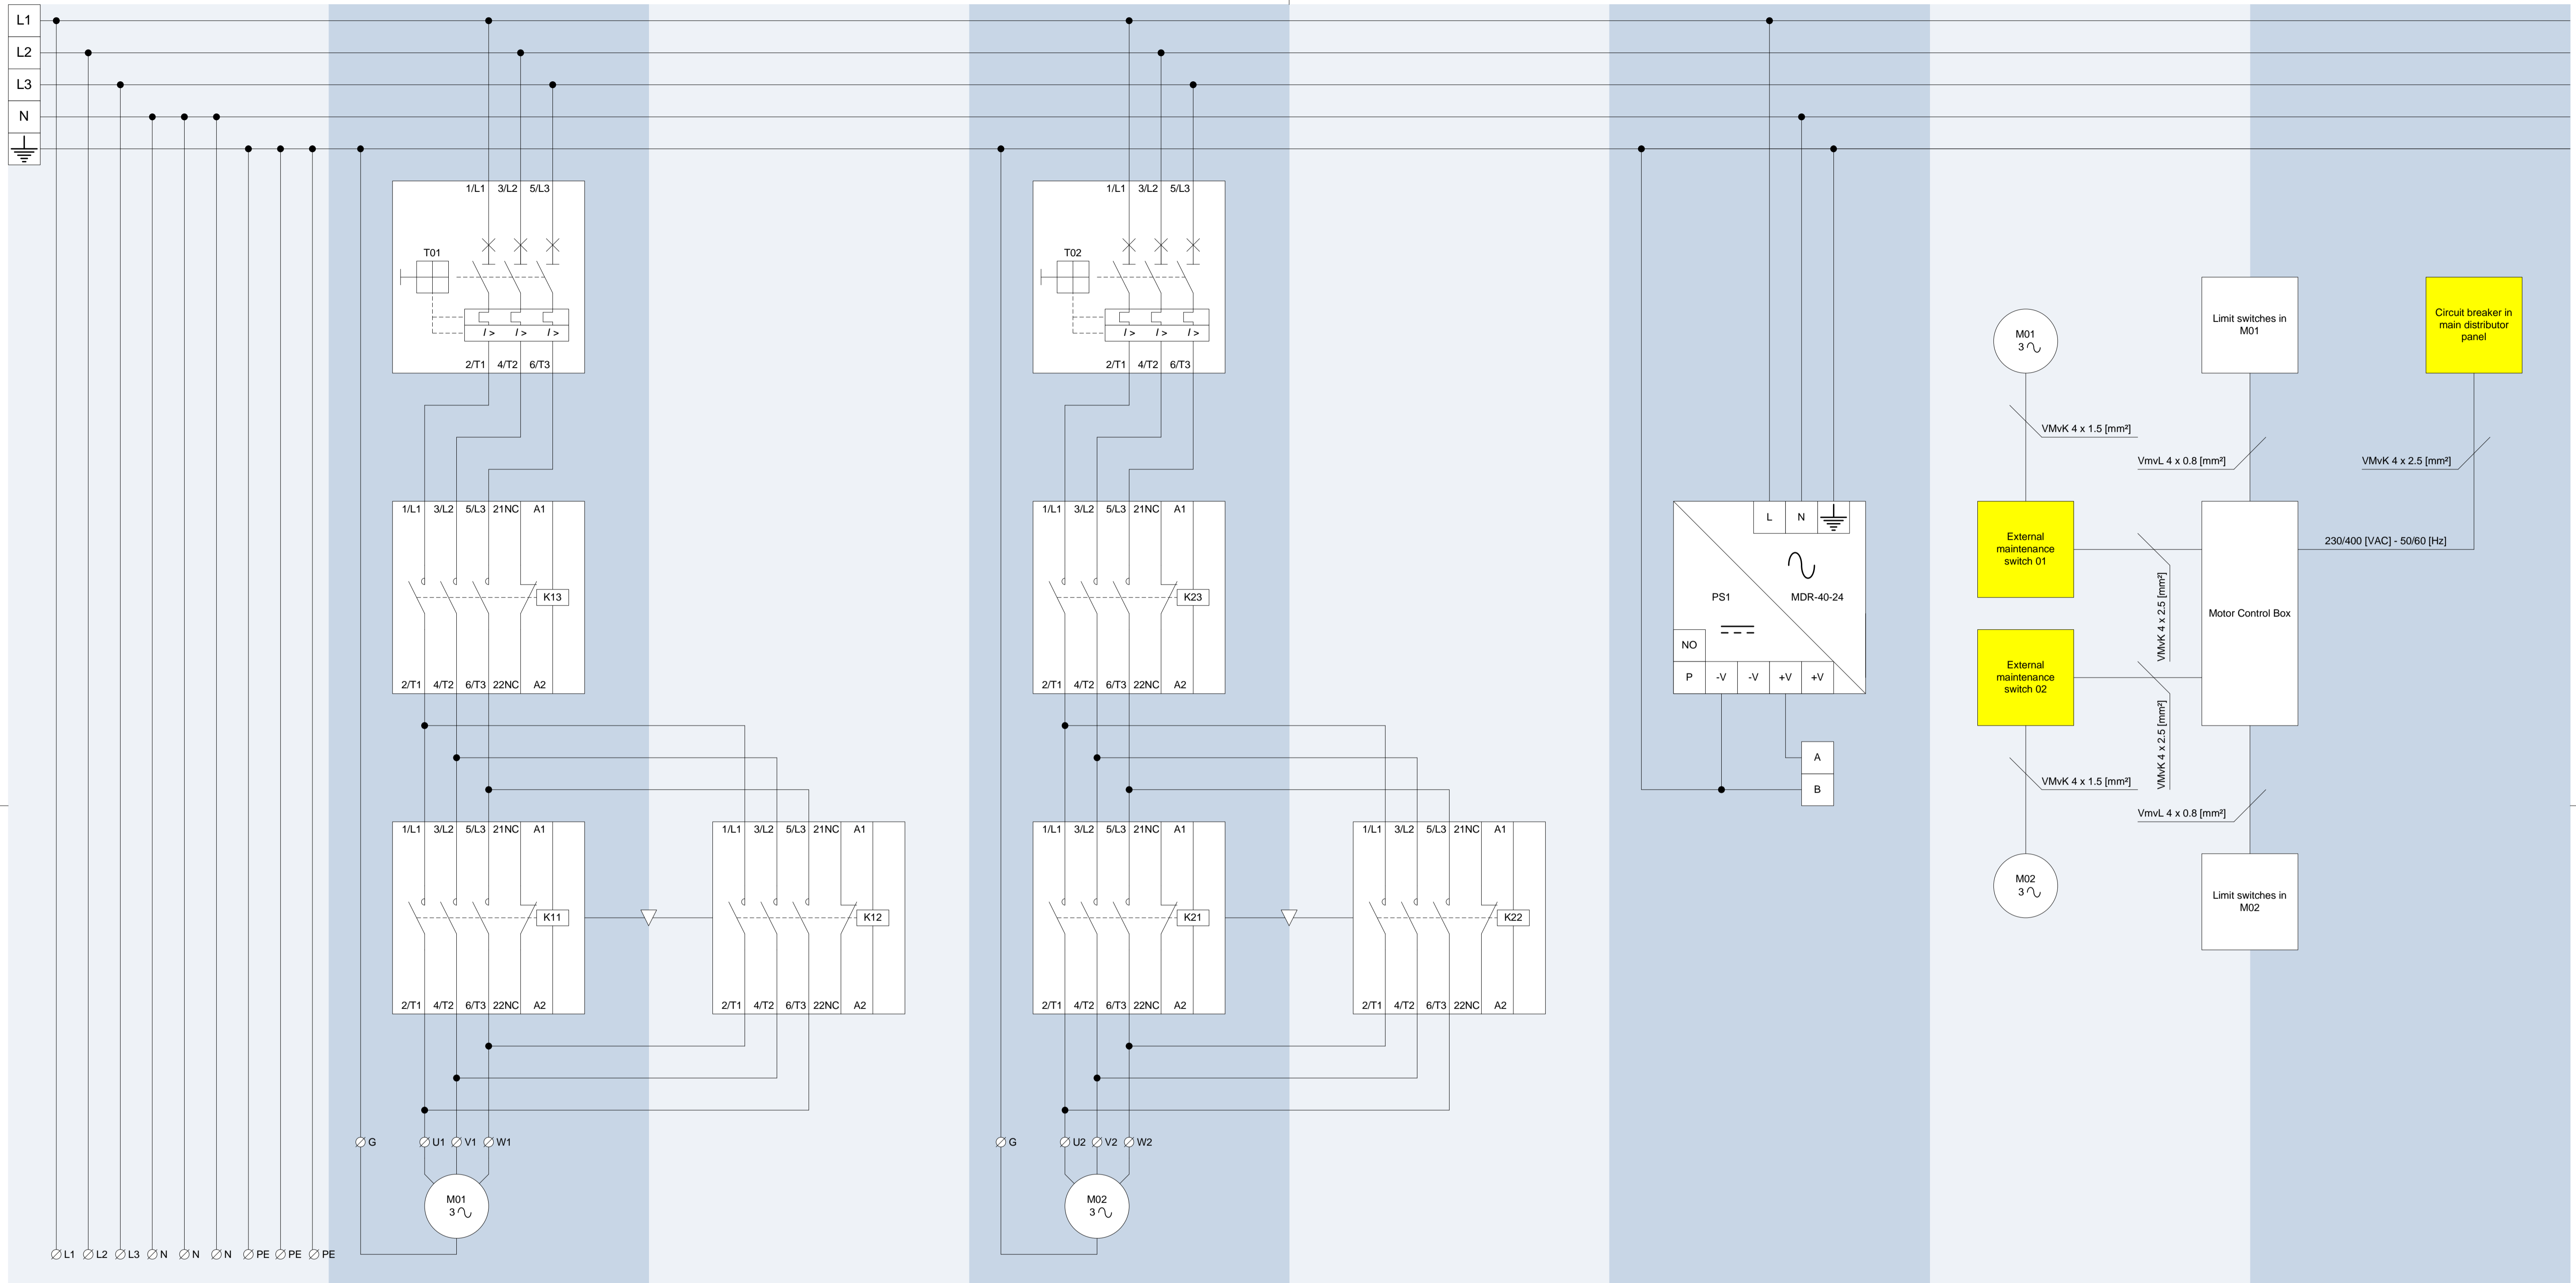 L1
L2
L3
N
1/L1 3/L2 5/L3
T01
I > I > I >
2/T1 4/T2 6/T3
1/L1 3/L2 5/L3 21NC A1
K13
2/T1 4/T2 6/T3 22NC A2
1/L1 3/L2 5/L3 21NC A1
K11
2/T1 4/T2 6/T3 22NC A2
1/L1 3/L2 5/L3 21NC A1
K12
2/T1 4/T2 6/T3 22NC A2
G U1 V1 W1
M01
3
L1 L2 L3 N N N PE PE PE
1/L1 3/L2 5/L3
T02
I > I > I >
2/T1 4/T2 6/T3
1/L1 3/L2 5/L3 21NC A1
K23
2/T1 4/T2 6/T3 22NC A2
1/L1 3/L2 5/L3 21NC A1
K21
2/T1 4/T2 6/T3 22NC A2
1/L1 3/L2 5/L3 21NC A1
K22
2/T1 4/T2 6/T3 22NC A2
G U2 V2 W2
M02
3
L N
PS1 MDR-40-24
NO
P -V -V +V +V
A
B
M01
3
VMvK 4 x 1.5 [mm²]
External
maintenance
switch 01
VMvK 4 x 2.5 [mm²]
External
maintenance
switch 02
VMvK 4 x 2.5 [mm²]
VMvK 4 x 1.5 [mm²]
M02
3
Limit switches in
M01
VmvL 4 x 0.8 [mm²]
Motor Control Box
VmvL 4 x 0.8 [mm²]
Limit switches in
M02
Circuit breaker in
main distributor
panel
VMvK 4 x 2.5 [mm²]
230/400 [VAC] - 50/60 [Hz]